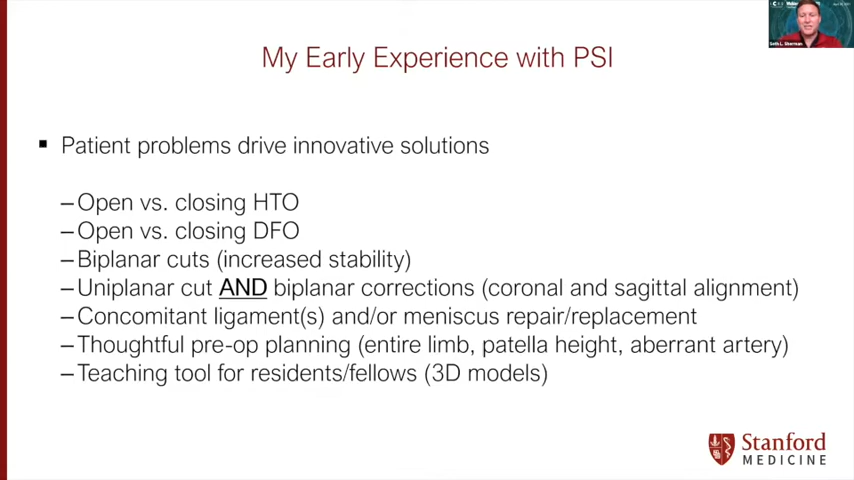 My Early Experience with PSI
▪ Patient problems drive innovative solutions
–Open vs. closing HTO
–Open vs. closing DFO
–Biplanar cuts (increased stability)
–Uniplanar cut AND biplanar corrections (coronal and sagittal alignment)
–Concomitant ligament(s) and/or meniscus repair/replacement
–Thoughtful pre-op planning (entire limb, patella height, aberrant artery)
–Teaching tool for residents/fellows (3D models)
Seth L. Sherman
Stanford
MEDICINE